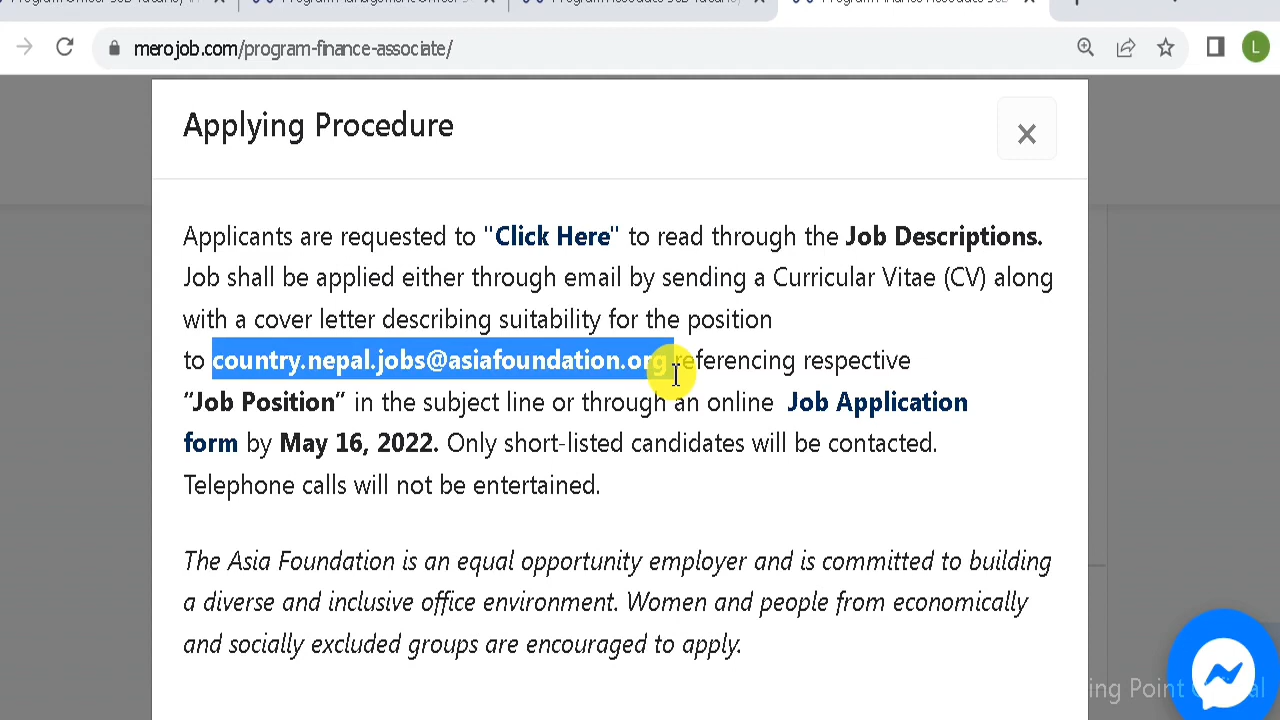 merojob.com/program-finance-associate/
L
Applying Procedure
Applicants are requested to "Click Here" to read through the Job Descriptions.
Job shall be applied either through email by sending a Curricular Vitae (CV) along
with a cover letter describing suitability for the position
to country.nepal.jobs@asiafoundation.org referencing respective
“Job Position” in the subject line or through an online Job Application
form by May 16, 2022. Only short-listed candidates will be contacted.
Telephone calls will not be entertained.
The Asia Foundation is an equal opportunity employer and is committed to building
a diverse and inclusive office environment. Women and people from economically
and socially excluded groups are encouraged to apply.
Point